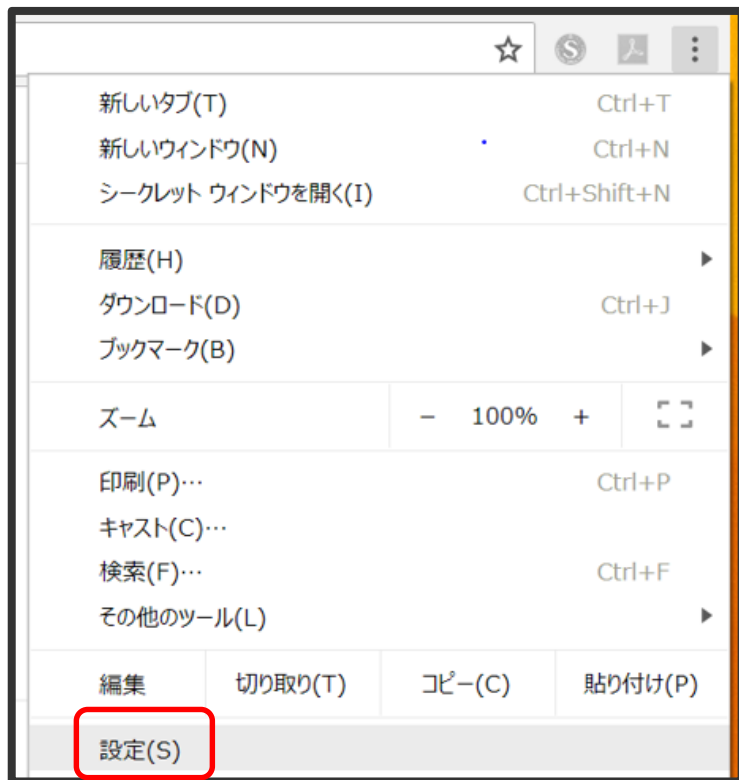 新しいタブ(T) Ctrl+T
新しいウィンドウ(N) Ctrl+N
シークレット ウィンドウを開く(I) Ctrl+Shift+N
履歴(H)
ダウンロード(D) Ctrl+J
ブックマーク(B)
ズーム − 100% +
印刷(P)… Ctrl+P
キャスト(C)…
検索(F)… Ctrl+F
その他のツール(L)
編集 切り取り(T) コピー(C) 貼り付け(P)
設定(S)